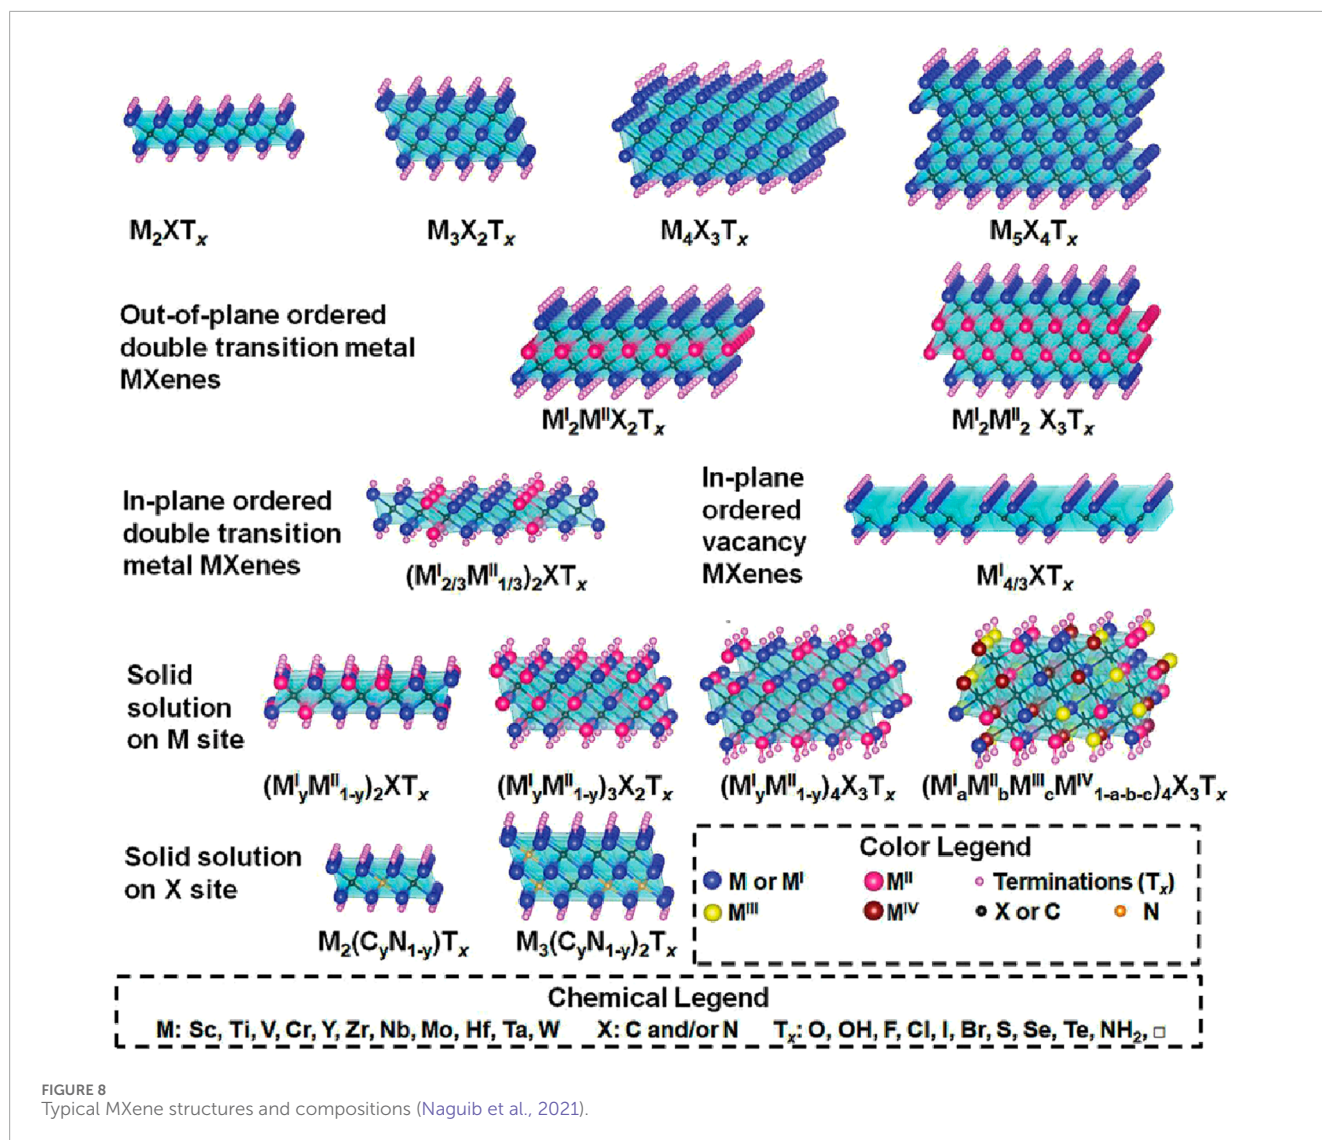 M₂XTₓ
M₃X₂Tₓ
M₄X₃Tₓ
M₅X₄Tₓ
Out-of-plane ordered
double transition metal
MXenes
Mᴵ₂MᴵᴵX₂Tₓ
Mᴵ₂Mᴵᴵ₂ X₃Tₓ
In-plane ordered
double transition
metal MXenes
(Mᴵ₂/₃Mᴵᴵ₁/₃)₂XTₓ
In-plane
ordered
vacancy
MXenes
Mᴵ₄/₃XTₓ
Solid
solution
on M site
(MᴵyMᴵᴵ₁₋y)₂XTₓ
(MᴵyMᴵᴵ₁₋y)₃X₂Tₓ
(MᴵyMᴵᴵ₁₋y)₄X₃Tₓ
(MᴵₐMᴵᴵbMᴵᴵᴵcMᴵⱽ₁₋ₐ₋b₋c)₄X₃Tₓ
Solid solution
on X site
M₂(CyN₁₋y)Tₓ
M₃(CyN₁₋y)₂Tₓ
Color Legend
M or Mᴵ
Mᴵᴵ
Terminations (Tₓ)
Mᴵᴵᴵ
Mᴵⱽ
X or C
N
Chemical Legend
M: Sc, Ti, V, Cr, Y, Zr, Nb, Mo, Hf, Ta, W X: C and/or N Tₓ: O, OH, F, Cl, I, Br, S, Se, Te, NH₂, □
FIGURE 8
Typical MXene structures and compositions (Naguib et al., 2021).